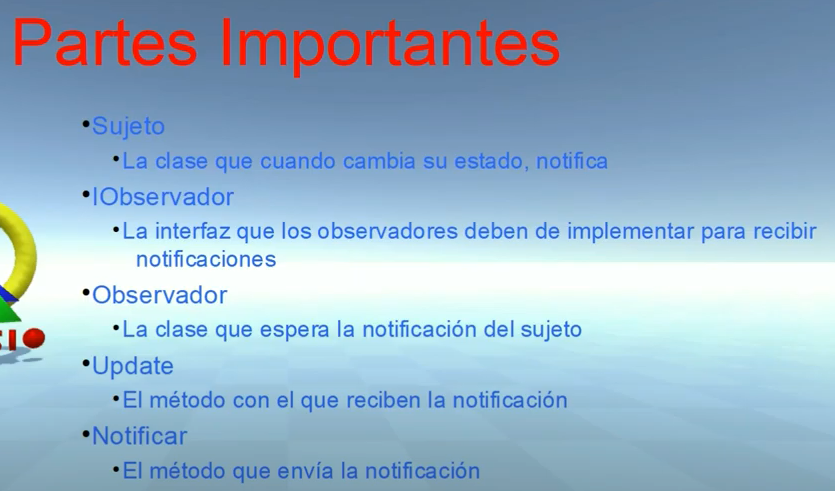 Partes Importantes
•Sujeto
•La clase que cuando cambia su estado, notifica
•IObservador
•La interfaz que los observadores deben de implementar para recibir
notificaciones
•Observador
•La clase que espera la notificación del sujeto
•Update
•El método con el que reciben la notificación
•Notificar
•El método que envía la notificación